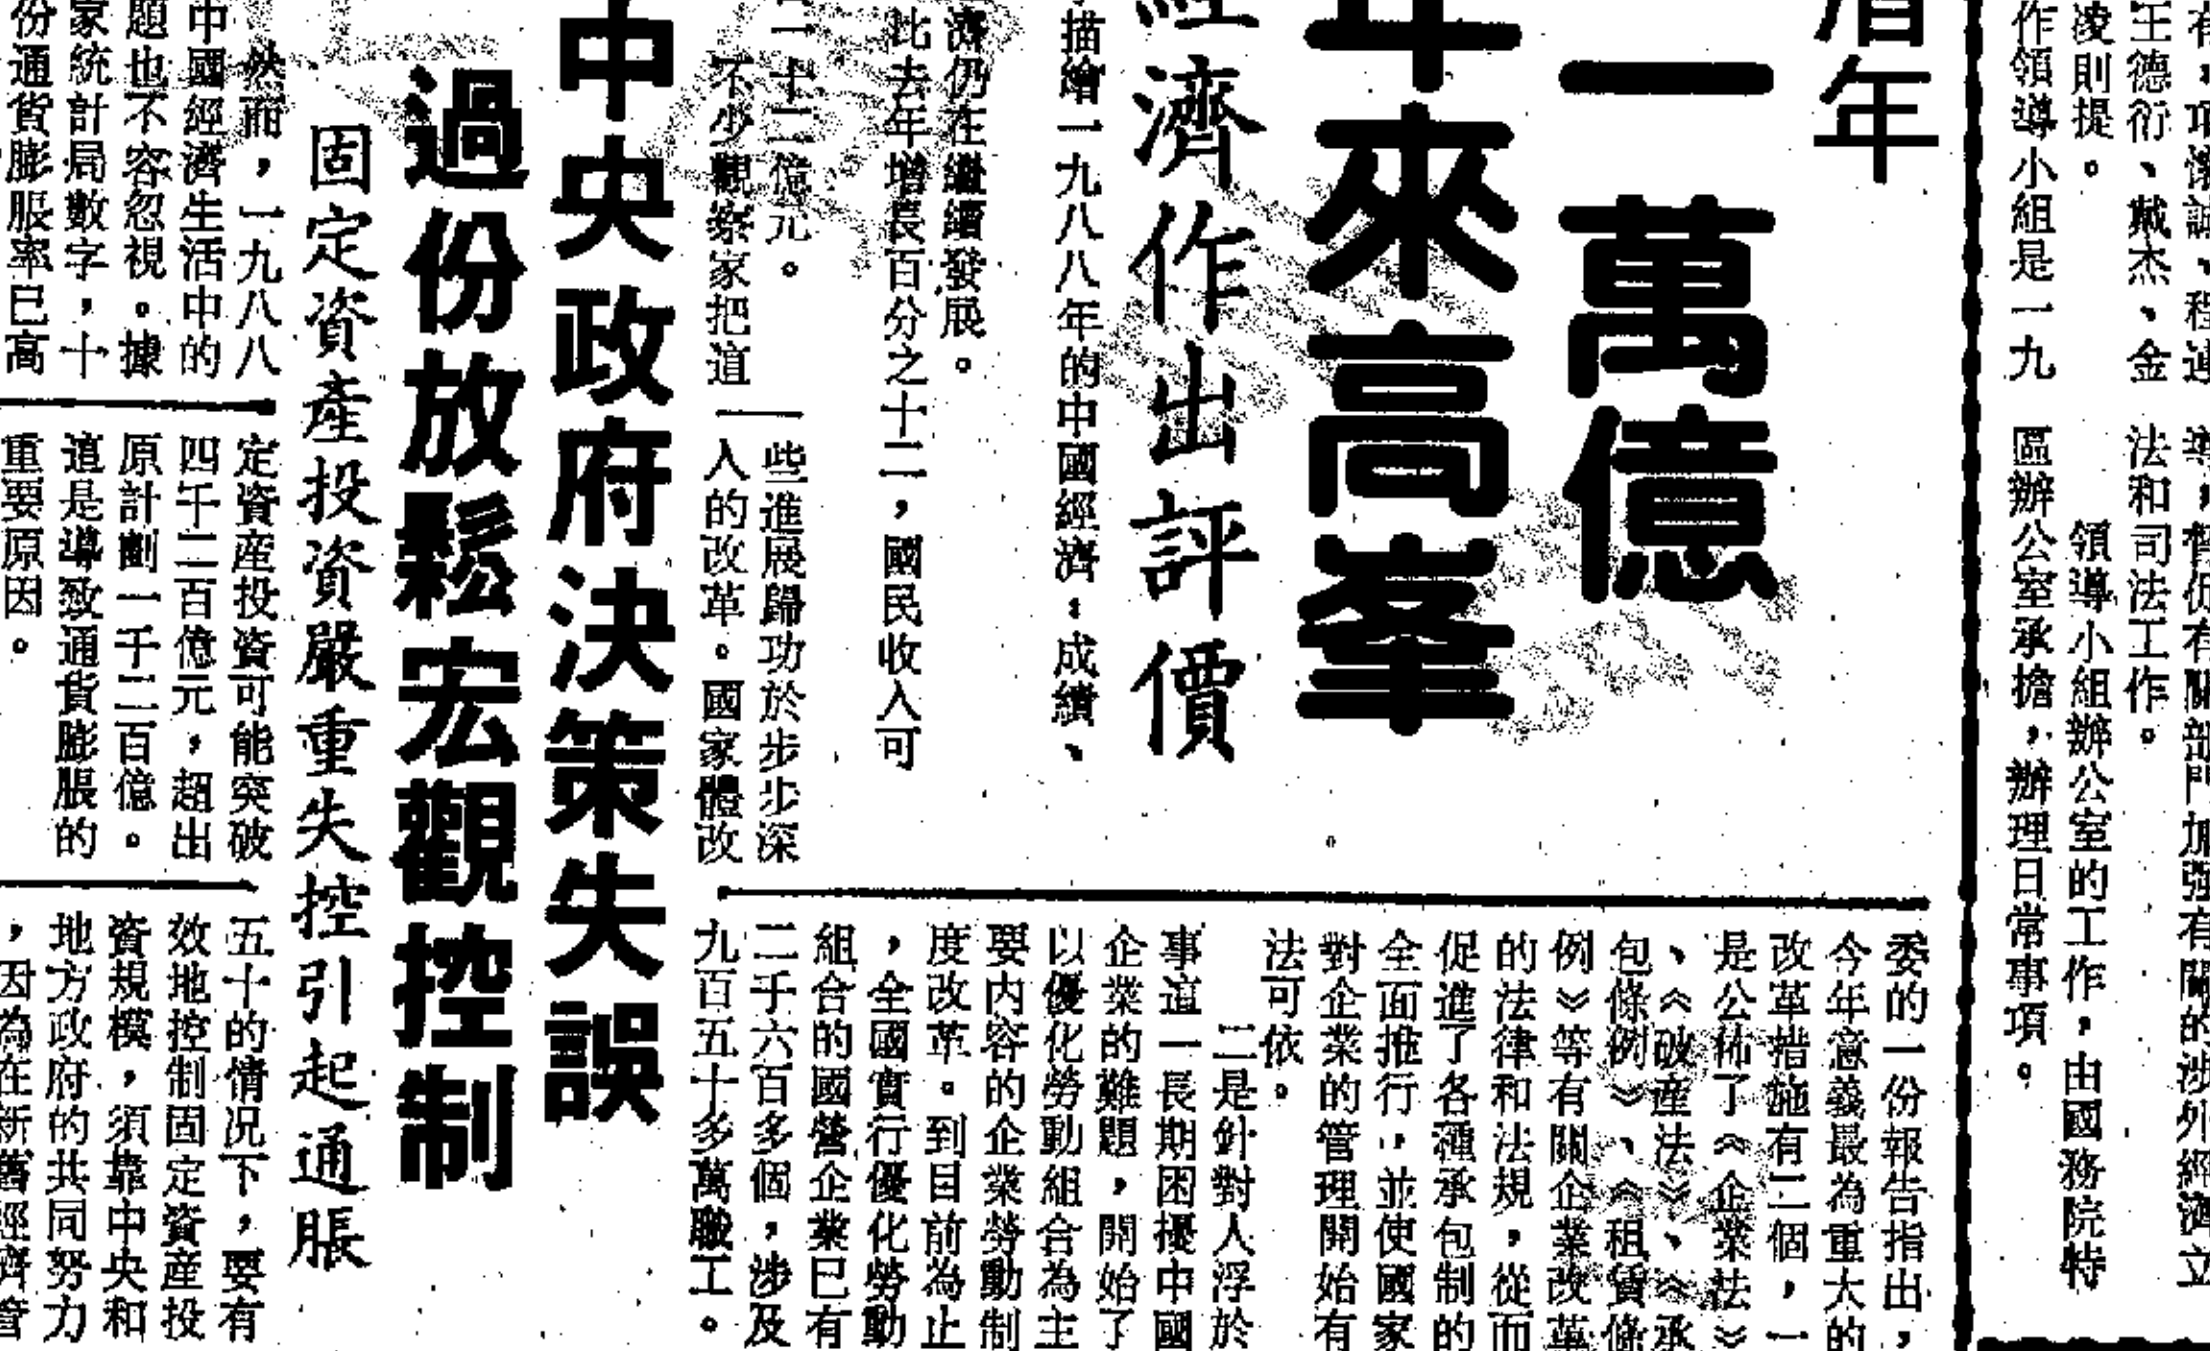 項懷誠、程連
王德衍、戴杰、金
凌則提。
作領導小組是一九
導，督促有關部門加强有關的涉外經濟立
法和司法工作。
領導小組辦公室的工作，由國務院特
區辦公室承擔，辦理日常事項。
年
一萬億
年來高峯
經濟作出評價
描繪一九八八年的中國經濟：成績、
濟仍在繼續發展。
比去年增長百分之十二，國民收入可
二十二億元。
不少觀察家把這
一些進展歸功於步步深
入的改革。國家體改
委的一份報告指出，
今年意義最為重大的
改革措施有二個，一
是公佈了《企業法》
、《破產法》、《承
包條例》、《租賃條
例》等有關企業改革
的法律和法規，從而
促進了各種承包制的
全面推行，並使國家
對企業的管理開始有
法可依。
二是針對人浮於
事這一長期困擾中國
企業的難題，開始了
以優化勞動組合為主
要內容的企業勞動制
度改革。到目前為止
，全國實行優化勞動
組合的國營企業已有
二千六百多個，涉及
九百五十多萬職工。
中央政府決策失誤
過份放鬆宏觀控制
固定資產投資嚴重失控引起通脹
然而，一九八八
中國經濟生活中的
題也不容忽視。據
家統計局數字，十
份通貨膨脹率已高
定資産投資可能突破
四千二百億元，超出
原計劃一千二百億。
這是導致通貨膨脹的
重要原因。
五十的情况下，要有
效地控制固定資産投
資規模，須靠中央和
地方政府的共同努力
，因為在新舊經濟管